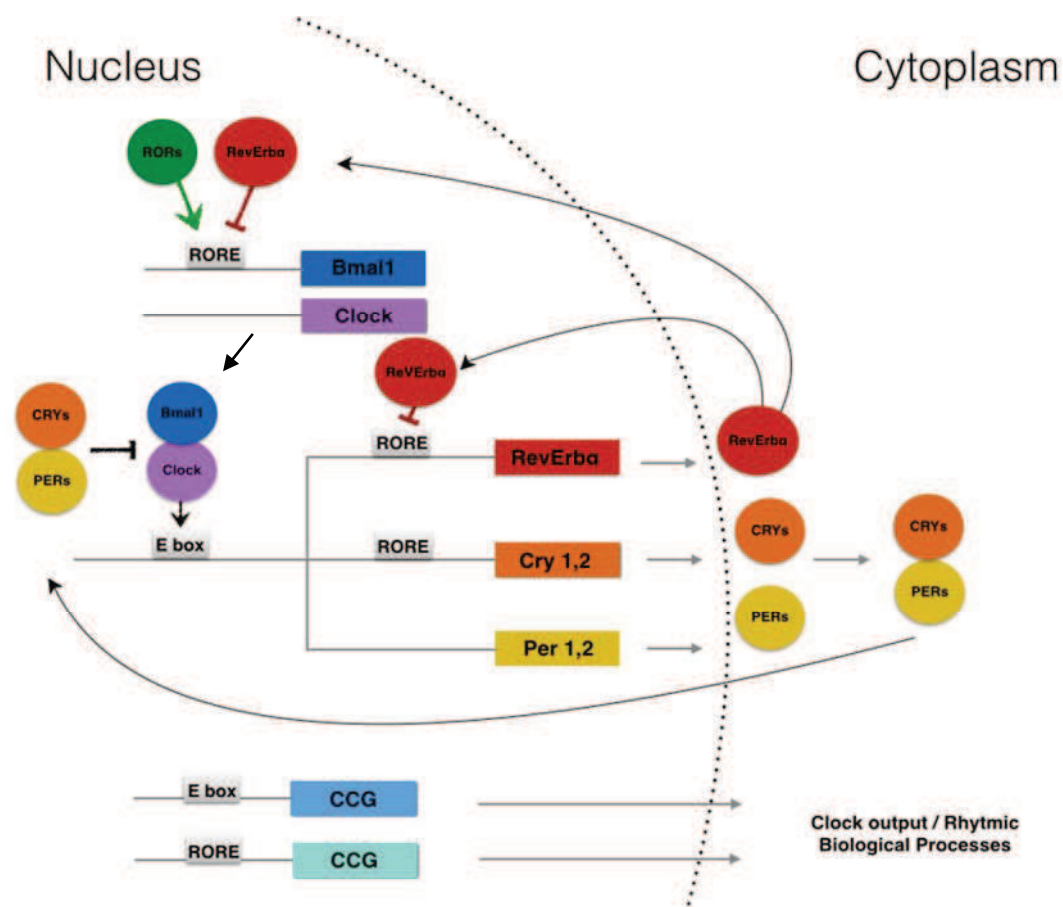 Nucleus
Cytoplasm
RORs
RevErbα
RORE
Bmal1
Clock
ReVErbα
CRYs
PERs
Bmal1
Clock
RORE
RevErbα
RevErbα
E box
RORE
Cry 1,2
CRYs
CRYs
PERs
PERs
Per 1,2
E box
CCG
RORE
CCG
Clock output / Rhytmic
Biological Processes